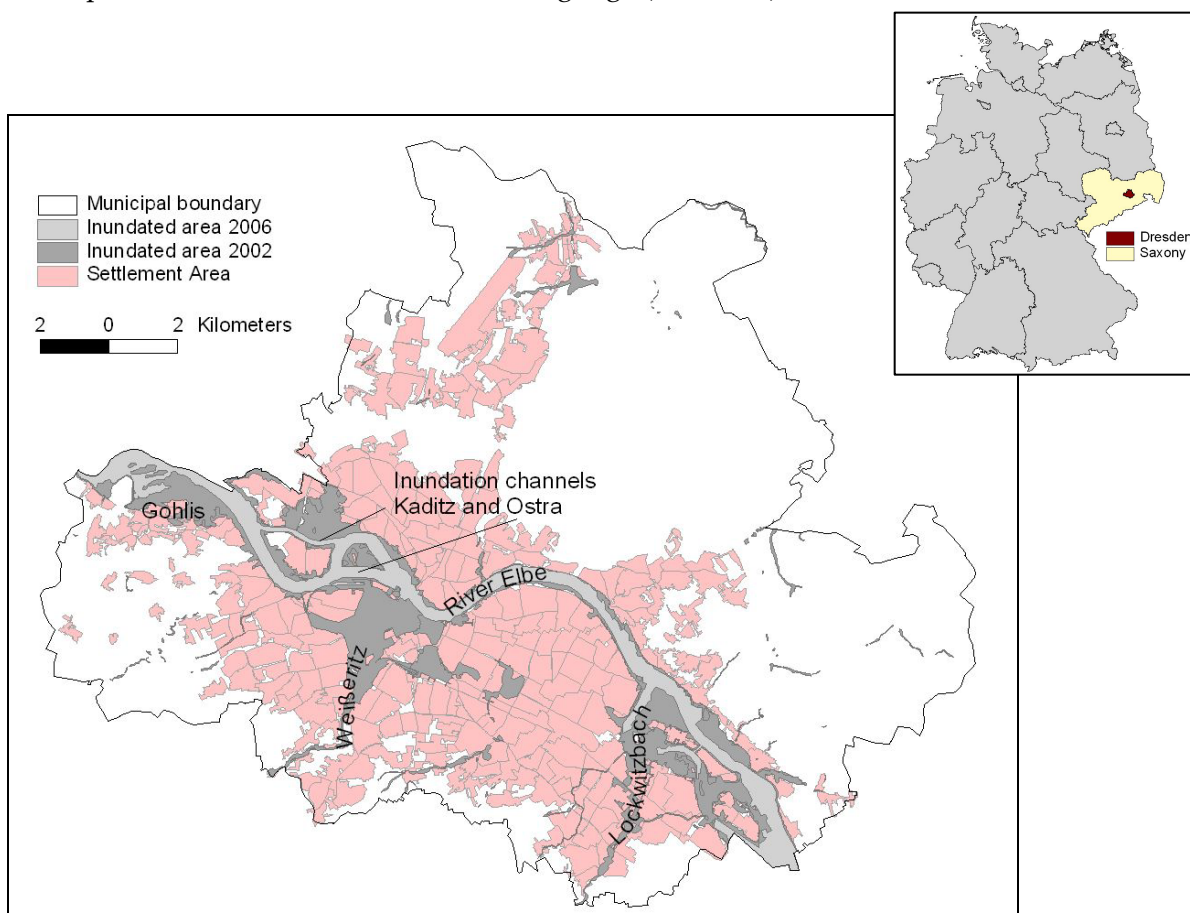 Municipal boundary
Inundated area 2006
Inundated area 2002
Settlement Area
2 0 2 Kilometers
Dresden
Saxony
Inundation channels
Kaditz and Ostra
Gohlis
River Elbe
Weißeritz
Lockwitzbach